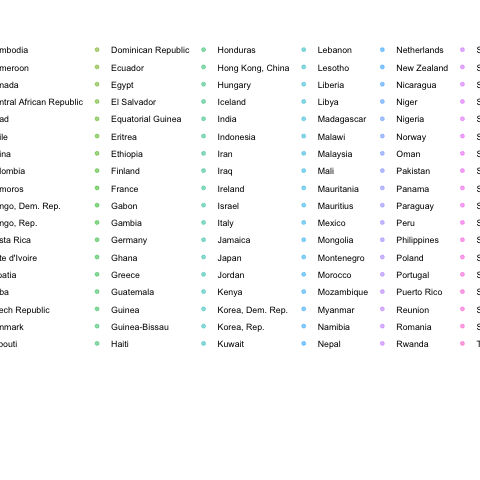 mbodia
meroon
nada
ntral African Republic
ad
ile
ina
lombia
moros
ngo, Dem. Rep.
ngo, Rep.
sta Rica
te d'Ivoire
oatia
ba
ech Republic
nmark
bouti
Dominican Republic
Ecuador
Egypt
El Salvador
Equatorial Guinea
Eritrea
Ethiopia
Finland
France
Gabon
Gambia
Germany
Ghana
Greece
Guatemala
Guinea
Guinea-Bissau
Haiti
Honduras
Hong Kong, China
Hungary
Iceland
India
Indonesia
Iran
Iraq
Ireland
Israel
Italy
Jamaica
Japan
Jordan
Kenya
Korea, Dem. Rep.
Korea, Rep.
Kuwait
Lebanon
Lesotho
Liberia
Libya
Madagascar
Malawi
Malaysia
Mali
Mauritania
Mauritius
Mexico
Mongolia
Montenegro
Morocco
Mozambique
Myanmar
Namibia
Nepal
Netherlands
New Zealand
Nicaragua
Niger
Nigeria
Norway
Oman
Pakistan
Panama
Paraguay
Peru
Philippines
Poland
Portugal
Puerto Rico
Reunion
Romania
Rwanda